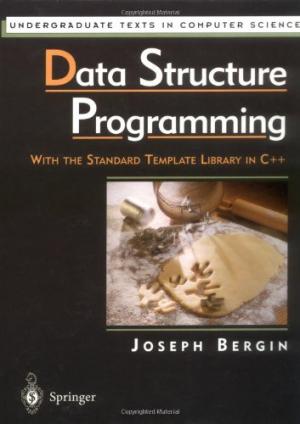 UNDERGRADUATE TEXTS IN COMPUTER SCIENCE
Data Structure
Programming
WITH THE STANDARD TEMPLATE LIBRARY IN C++
JOSEPH BERGIN
Springer